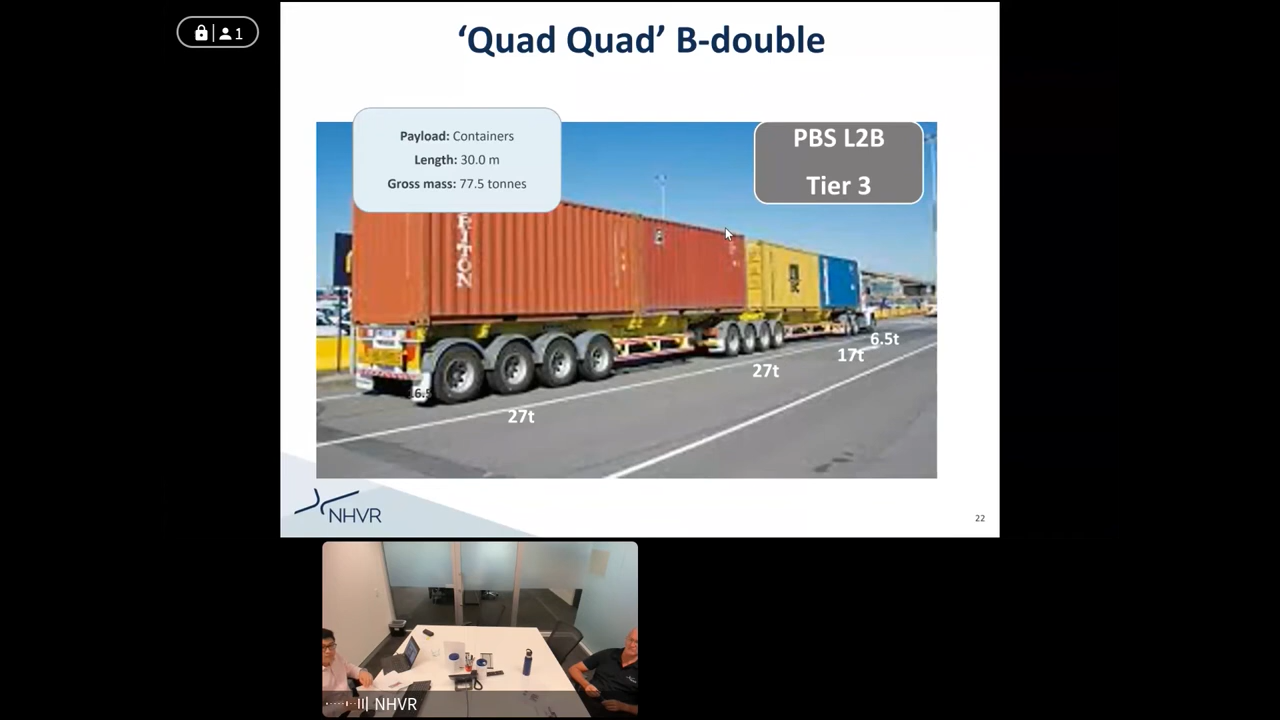 1
‘Quad Quad’ B-double
Payload: Containers
Length: 30.0 m
Gross mass: 77.5 tonnes
PBS L2B
Tier 3
6.5t
17t
27t
27t
NHVR
22
NHVR